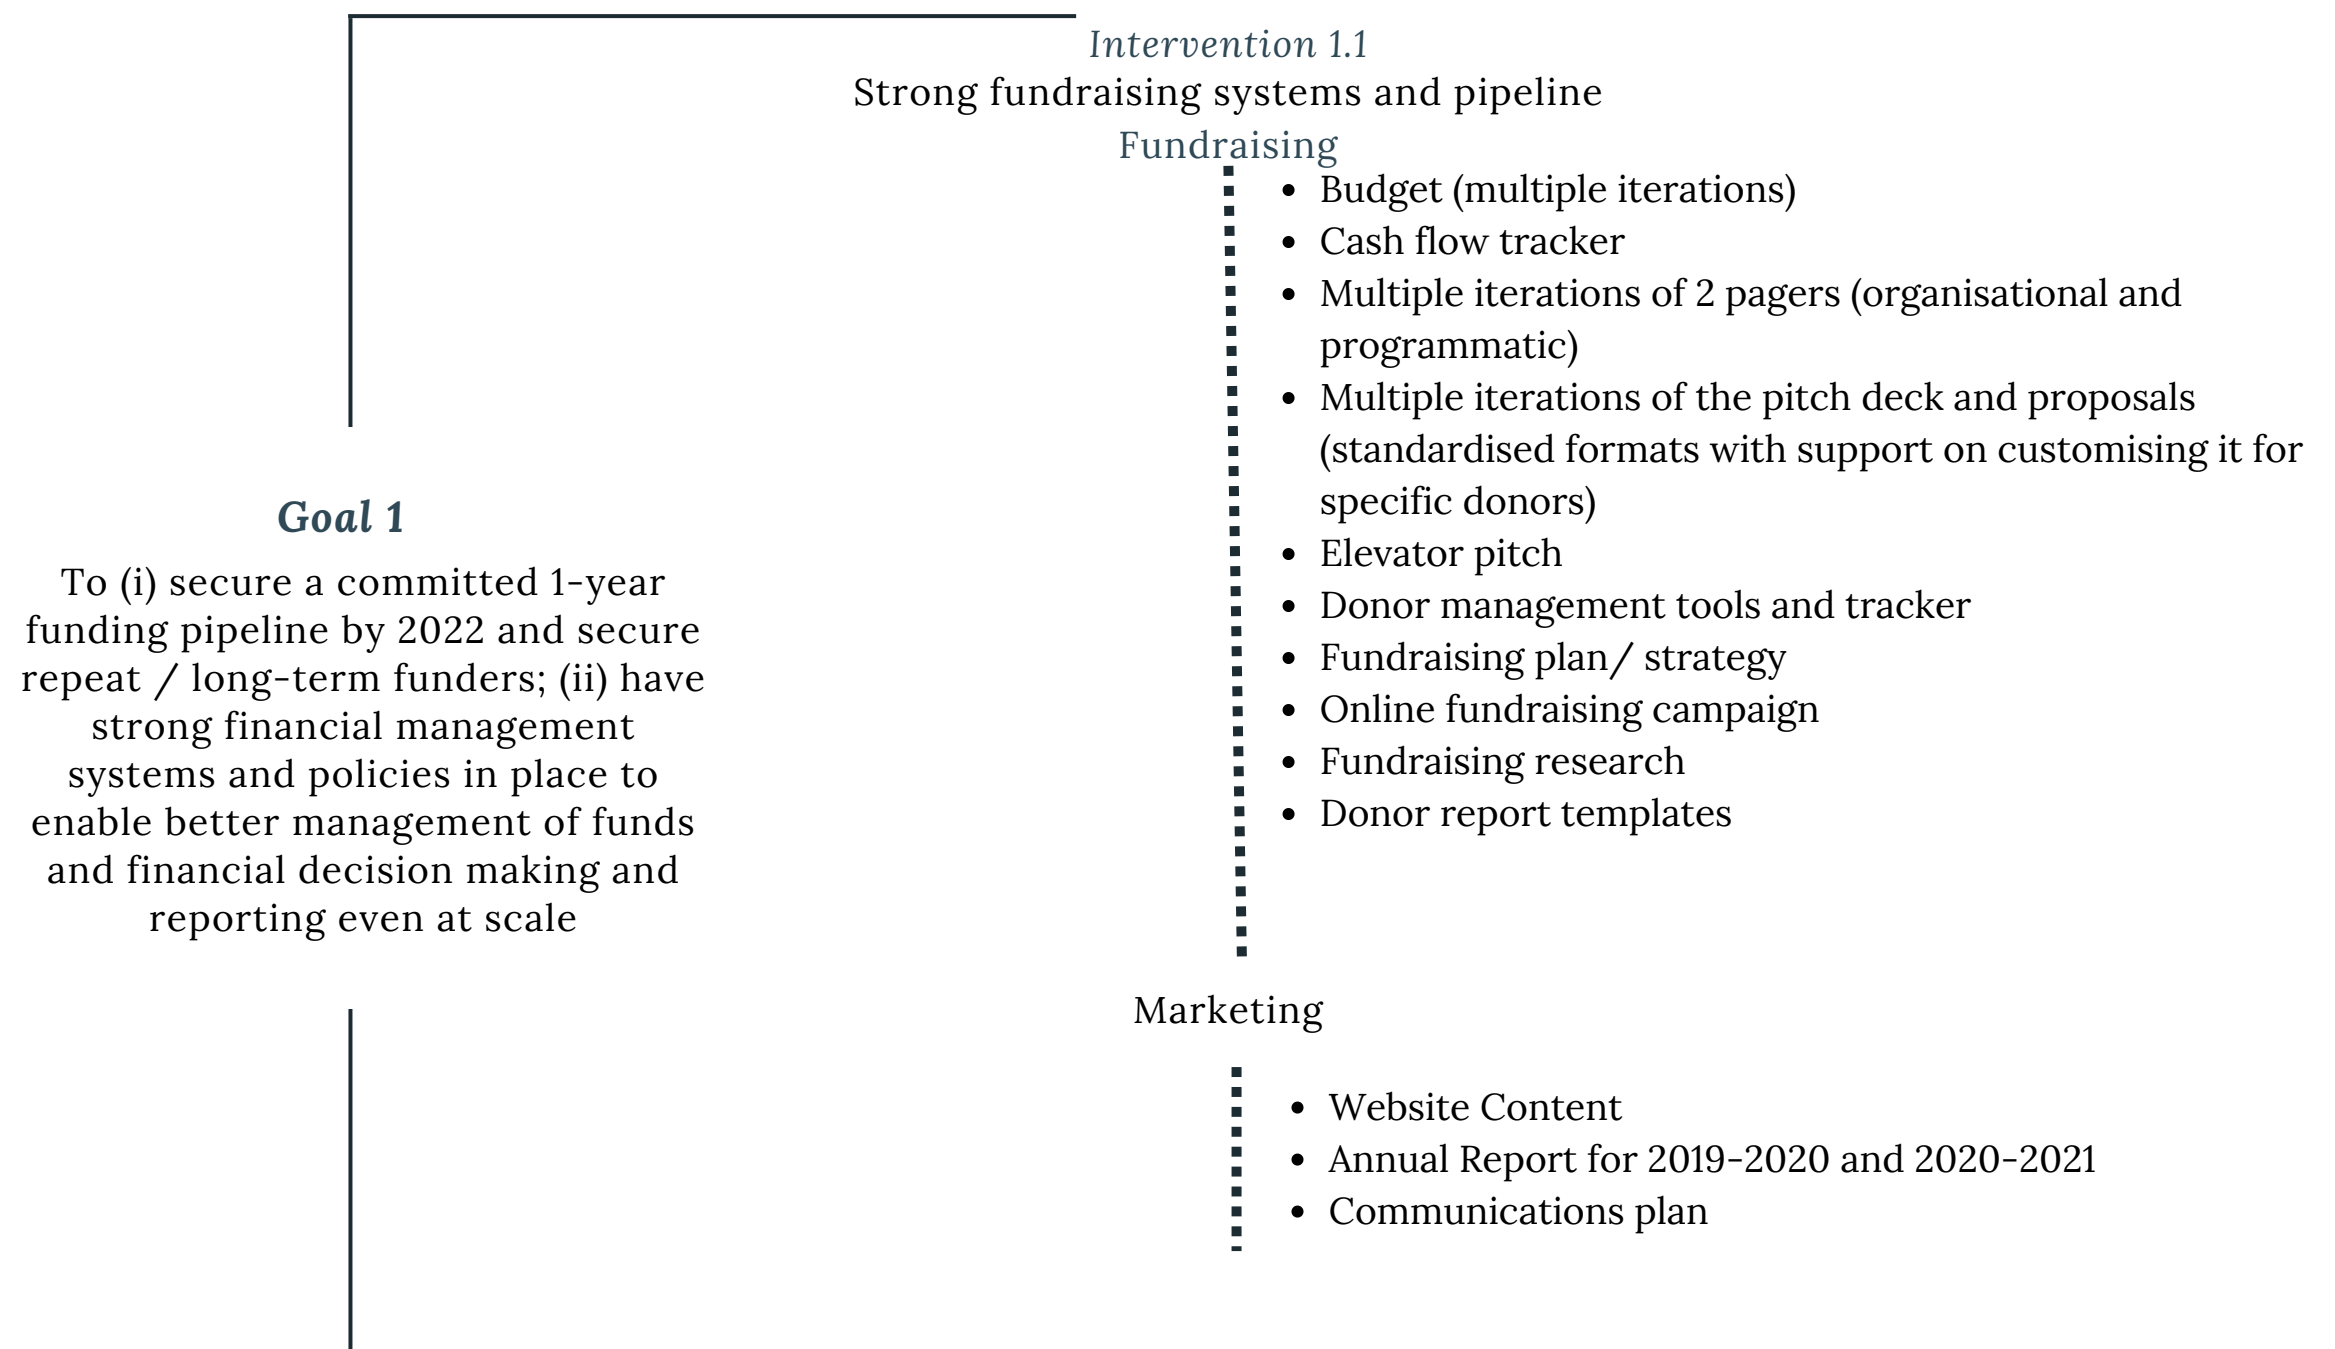 Intervention 1.1
Strong fundraising systems and pipeline
Fundraising
• Budget (multiple iterations)
• Cash flow tracker
• Multiple iterations of 2 pagers (organisational and
programmatic)
• Multiple iterations of the pitch deck and proposals
(standardised formats with support on customising it for
specific donors)
• Elevator pitch
• Donor management tools and tracker
• Fundraising plan/ strategy
• Online fundraising campaign
• Fundraising research
• Donor report templates
Goal 1
To (i) secure a committed 1-year
funding pipeline by 2022 and secure
repeat / long-term funders; (ii) have
strong financial management
systems and policies in place to
enable better management of funds
and financial decision making and
reporting even at scale
Marketing
• Website Content
• Annual Report for 2019-2020 and 2020-2021
• Communications plan